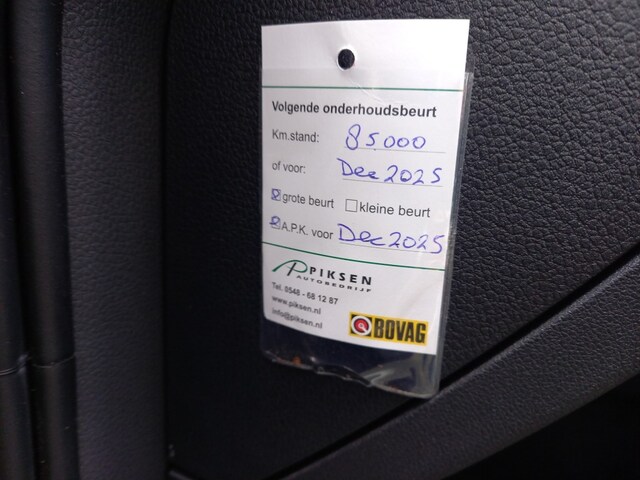 Volgende onderhoudsbeurt
Km.stand: 85000
of voor: Dec 2025
grote beurt kleine beurt
A.P.K. voor Dec 2025
AP PIKSEN
AUTOBEDRIJF
Tel. 0548 - 68 12 87
www.piksen.nl
info@piksen.nl
BOVAG